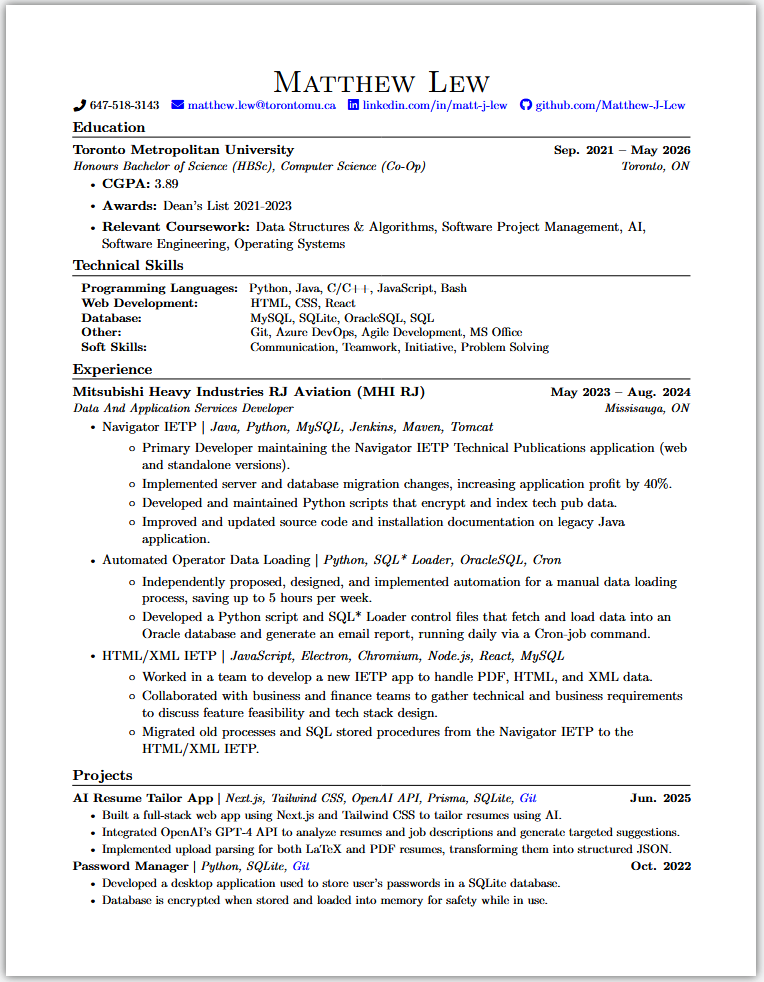 Matthew Lew
647-518-3143 matthew.lew@torontomu.ca linkedin.com/in/matt-j-lew github.com/Matthew-J-Lew
Education
Toronto Metropolitan University Sep. 2021 – May 2026
Honours Bachelor of Science (HBSc), Computer Science (Co-Op) Toronto, ON
• CGPA: 3.89
• Awards: Dean's List 2021-2023
• Relevant Coursework: Data Structures & Algorithms, Software Project Management, AI,
Software Engineering, Operating Systems
Technical Skills
Programming Languages: Python, Java, C/C++, JavaScript, Bash
Web Development: HTML, CSS, React
Database: MySQL, SQLite, OracleSQL, SQL
Other: Git, Azure DevOps, Agile Development, MS Office
Soft Skills: Communication, Teamwork, Initiative, Problem Solving
Experience
Mitsubishi Heavy Industries RJ Aviation (MHI RJ) May 2023 – Aug. 2024
Data And Application Services Developer Missisauga, ON
• Navigator IETP | Java, Python, MySQL, Jenkins, Maven, Tomcat
◦ Primary Developer maintaining the Navigator IETP Technical Publications application (web
and standalone versions).
◦ Implemented server and database migration changes, increasing application profit by 40%.
◦ Developed and maintained Python scripts that encrypt and index tech pub data.
◦ Improved and updated source code and installation documentation on legacy Java
application.
• Automated Operator Data Loading | Python, SQL* Loader, OracleSQL, Cron
◦ Independently proposed, designed, and implemented automation for a manual data loading
process, saving up to 5 hours per week.
◦ Developed a Python script and SQL* Loader control files that fetch and load data into an
Oracle database and generate an email report, running daily via a Cron-job command.
• HTML/XML IETP | JavaScript, Electron, Chromium, Node.js, React, MySQL
◦ Worked in a team to develop a new IETP app to handle PDF, HTML, and XML data.
◦ Collaborated with business and finance teams to gather technical and business requirements
to discuss feature feasibility and tech stack design.
◦ Migrated old processes and SQL stored procedures from the Navigator IETP to the
HTML/XML IETP.
Projects
AI Resume Tailor App | Next.js, Tailwind CSS, OpenAI API, Prisma, SQLite, Git Jun. 2025
• Built a full-stack web app using Next.js and Tailwind CSS to tailor resumes using AI.
• Integrated OpenAI's GPT-4 API to analyze resumes and job descriptions and generate targeted suggestions.
• Implemented upload parsing for both LaTeX and PDF resumes, transforming them into structured JSON.
Password Manager | Python, SQLite, Git Oct. 2022
• Developed a desktop application used to store user's passwords in a SQLite database.
• Database is encrypted when stored and loaded into memory for safety while in use.